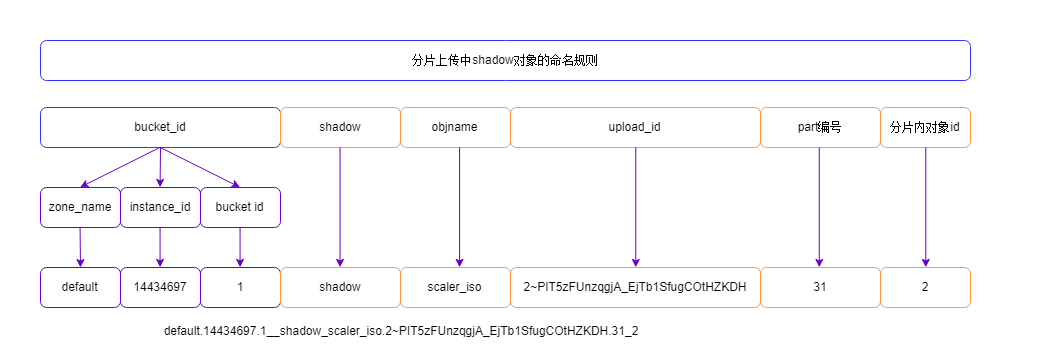 分片上传中shadow对象的命名规则
bucket_id shadow objname upload_id part编号 分片内对象id
zone_name instance_id bucket id
default 14434697 1 shadow scaler_iso 2~PIT5zFUnzqgjA_EjTb1SfugCOtHZKDH 31 2
default.14434697.1__shadow_scaler_iso.2~PIT5zFUnzqgjA_EjTb1SfugCOtHZKDH.31_2